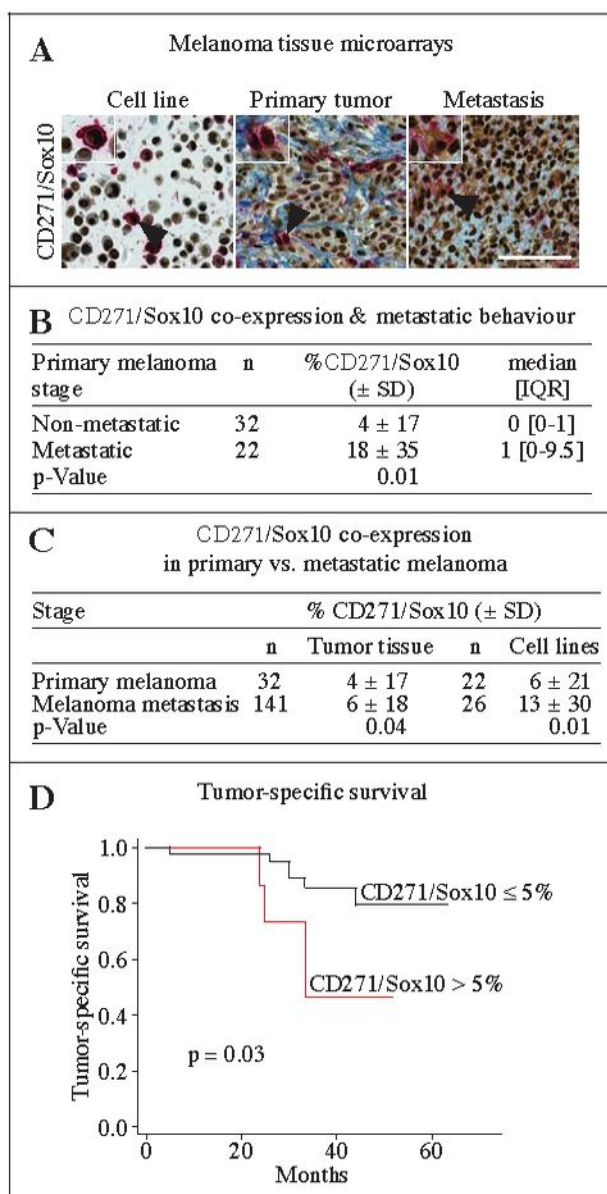 A Melanoma tissue microarrays
Cell line Primary tumor Metastasis
CD271/Sox10
B CD271/Sox10 co-expression & metastatic behaviour
Primary melanoma n %CD271/Sox10 median
stage (± SD) [IQR]
Non-metastatic 32 4 ± 17 0 [0-1]
Metastatic 22 18 ± 35 1 [0-9.5]
p-Value 0.01
C CD271/Sox10 co-expression
in primary vs. metastatic melanoma
Stage % CD271/Sox10 (± SD)
n Tumor tissue n Cell lines
Primary melanoma 32 4 ± 17 22 6 ± 21
Melanoma metastasis 141 6 ± 18 26 13 ± 30
p-Value 0.04 0.01
D Tumor-specific survival
Tumor-specific survival
1.0
0.8
0.6
0.4
0.2
0.0
CD271/Sox10 ≤ 5%
CD271/Sox10 > 5%
p = 0.03
0 20 40 60
Months